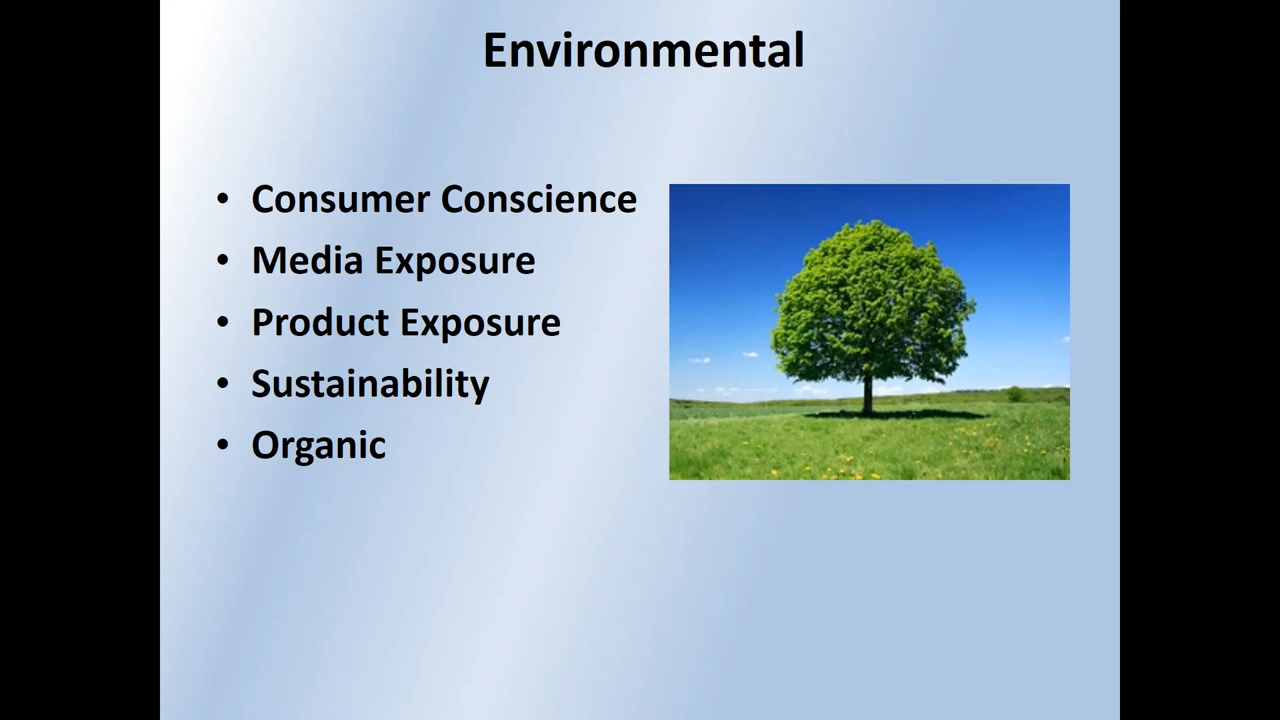 Environmental
• Consumer Conscience
• Media Exposure
• Product Exposure
• Sustainability
• Organic